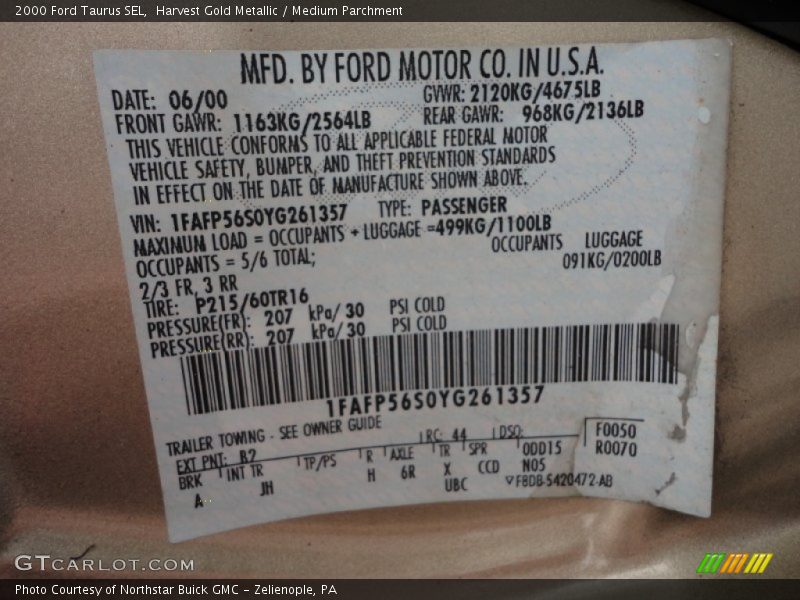 2000 Ford Taurus SEL,  Harvest Gold Metallic / Medium Parchment
MFD. BY FORD MOTOR CO. IN U.S.A.
DATE: 06/00 GVWR: 2120KG/4675LB
FRONT GAWR: 1163KG/2564LB REAR GAWR: 968KG/2136LB
THIS VEHICLE CONFORMS TO ALL APPLICABLE FEDERAL MOTOR
VEHICLE SAFETY, BUMPER, AND THEFT PREVENTION STANDARDS
IN EFFECT ON THE DATE OF MANUFACTURE SHOWN ABOVE.
VIN: 1FAFP56S0YG261357 TYPE: PASSENGER
MAXIMUM LOAD = OCCUPANTS + LUGGAGE =499KG/1100LB
OCCUPANTS = 5/6 TOTAL; OCCUPANTS LUGGAGE
2/3 FR, 3 RR 091KG/0200LB
TIRE: P215/60TR16
PRESSURE(FR): 207 kPa/ 30 PSI COLD
PRESSURE(RR): 207 kPa/ 30 PSI COLD
1FAFP56S0YG261357
TRAILER TOWING - SEE OWNER GUIDE
EXT PNT: B2 RC: 44 DSO: F0050
BRK INT TR TP/PS R AXLE TR SPR ODD15 R0070
A JH H 6R X CCD N05
UBC ▽F8DB-5420472-AB
GTCARLOT.COM
Photo Courtesy of Northstar Buick GMC - Zelienople, PA